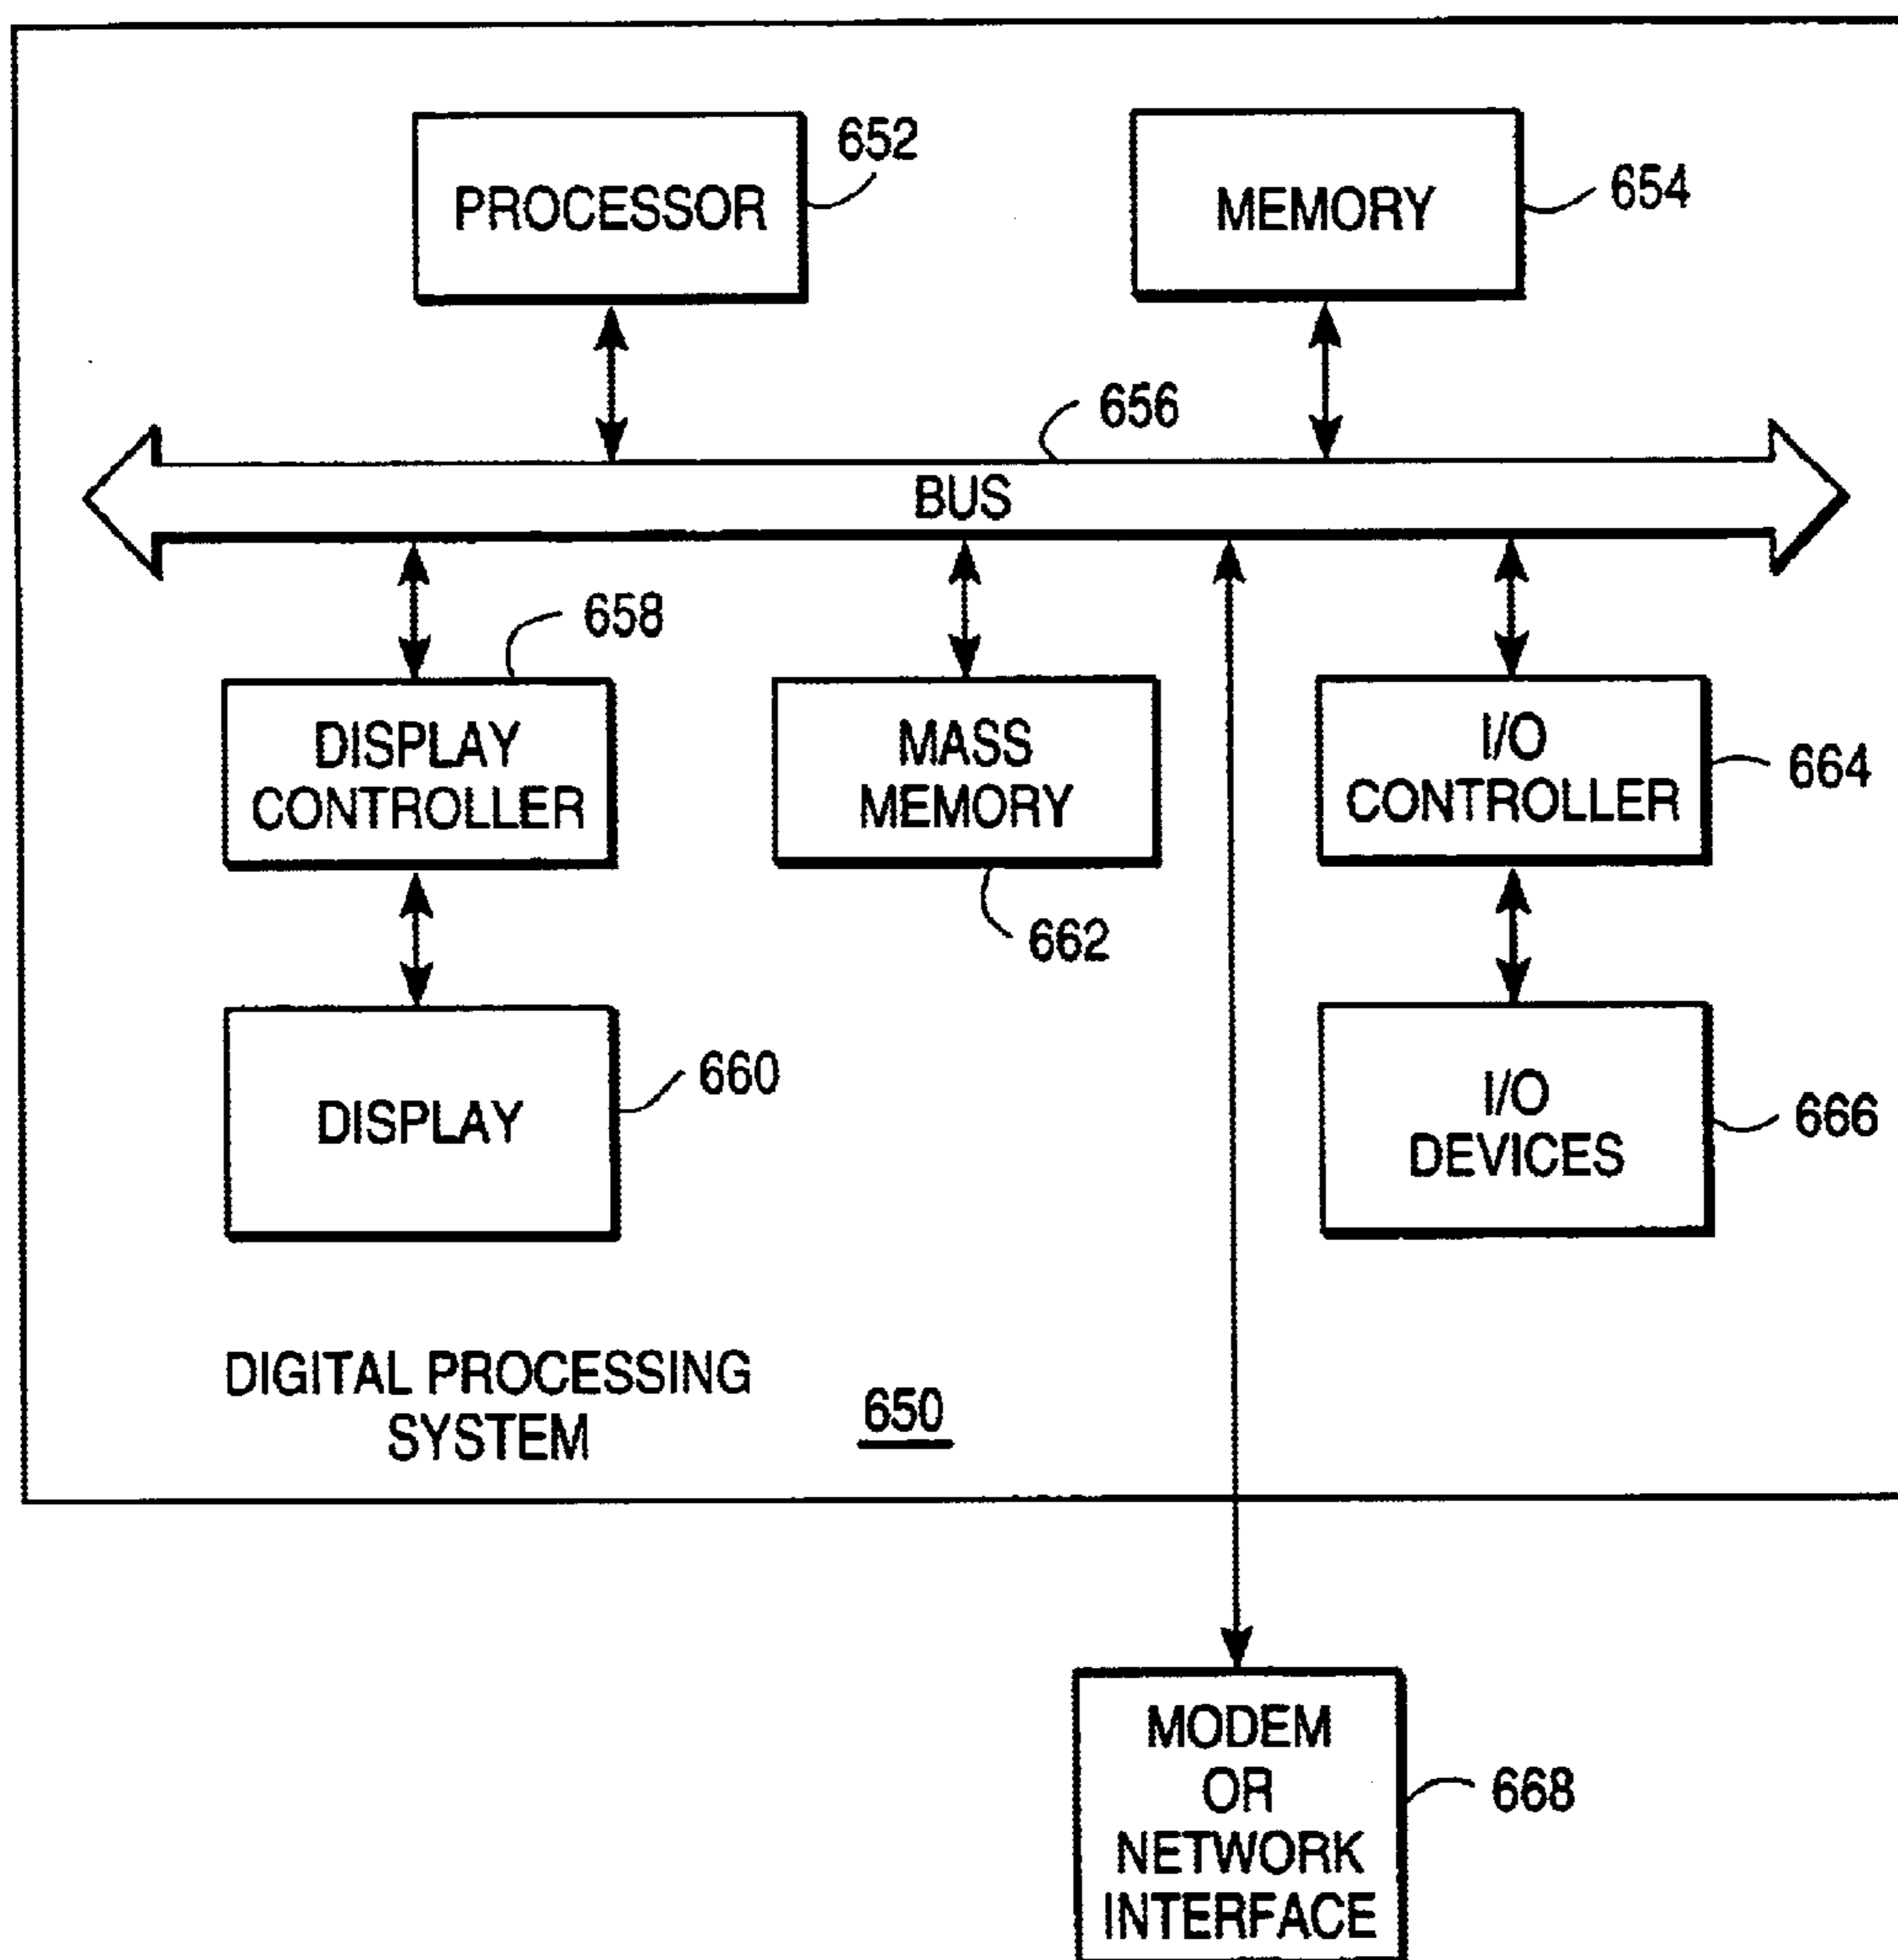 PROCESSOR
652
MEMORY
654
656
BUS
658
DISPLAY
CONTROLLER
MASS
MEMORY
662
I/O
CONTROLLER
664
DISPLAY
660
I/O
DEVICES
666
DIGITAL PROCESSING
SYSTEM
650
MODEM
OR
NETWORK
INTERFACE
668